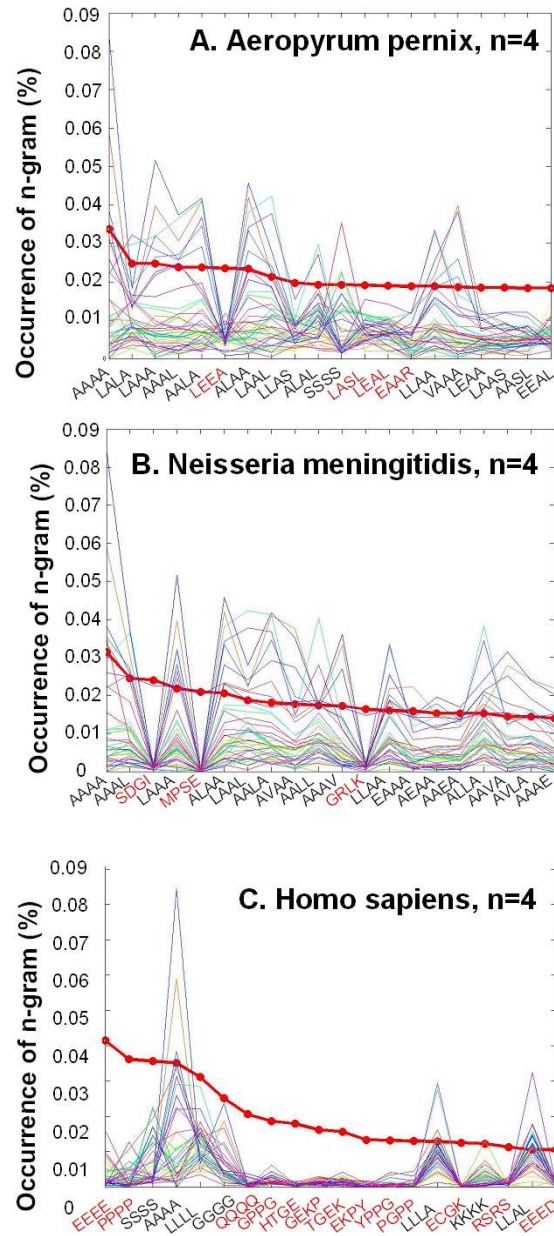 A. Aeropyrum pernix, n=4
Occurrence of n-gram (%)
0.09
0.08
0.07
0.06
0.05
0.04
0.03
0.02
0.01
0
AAAA
LALA
LAAA
AAAL
AALA
LEEA
ALAA
LAAL
LLAS
ALAL
SSSS
LASL
LEAL
EAAR
LLAA
VAAA
LEAA
LAAS
AASL
EEAL
B. Neisseria meningitidis, n=4
Occurrence of n-gram (%)
0.09
0.08
0.07
0.06
0.05
0.04
0.03
0.02
0.01
0
AAAA
AAAL
SDGI
LAAA
MPSE
ALAA
LAAL
AALA
AVAA
AALL
AAAV
GRLK
LLAA
EAAA
AEAA
AAEA
ALLA
AAVA
AVLA
AAAE
C. Homo sapiens, n=4
Occurrence of n-gram (%)
0.09
0.08
0.07
0.06
0.05
0.04
0.03
0.02
0.01
0
EEEE
PPPP
SSSS
AAAA
LLLL
GGGG
QQQQ
GPPG
HTGE
GEKP
TGEK
EKPY
YPPG
PGPP
LLLA
ECGK
KKKK
RSRS
LLAL
EEED